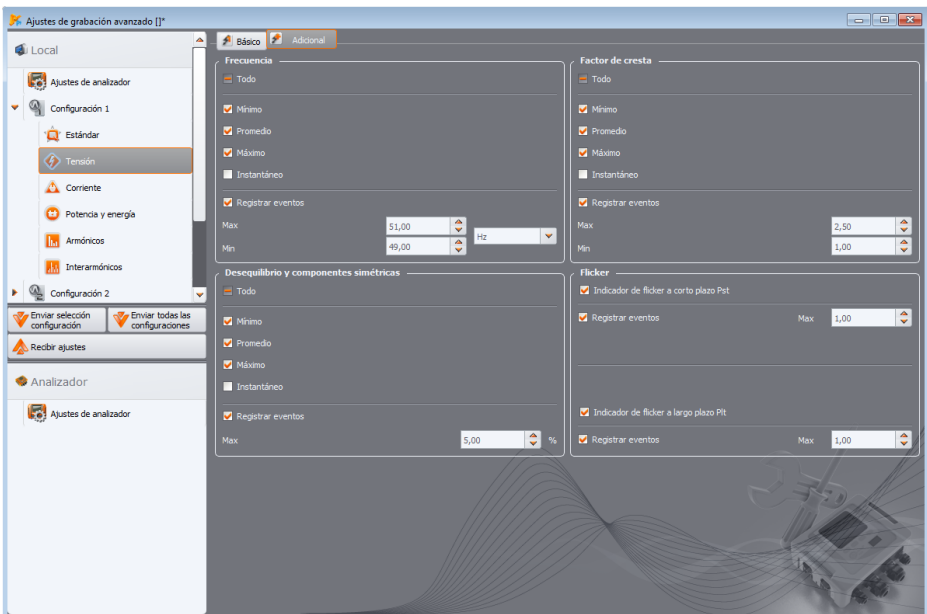 Ajustes de grabación avanzado []*
Local
Ajustes de analizador
Configuración 1
Estándar
Tensión
Corriente
Potencia y energía
Armónicos
Interarmónicos
Configuración 2
Enviar selección
configuración
Enviar todas las
configuraciones
Recibir ajustes
Analizador
Ajustes de analizador
Básico
Adicional
Frecuencia
Todo
Mínimo
Promedio
Máximo
Instantáneo
Registrar eventos
Max 51,00
Hz
Min 49,00
Factor de cresta
Todo
Mínimo
Promedio
Máximo
Instantáneo
Registrar eventos
Max 2,50
Min 1,00
Desequilibrio y componentes simétricas
Todo
Mínimo
Promedio
Máximo
Instantáneo
Registrar eventos
Max 5,00 %
Flicker
Indicador de flicker a corto plazo Pst
Registrar eventos Max 1,00
Indicador de flicker a largo plazo Plt
Registrar eventos Max 1,00